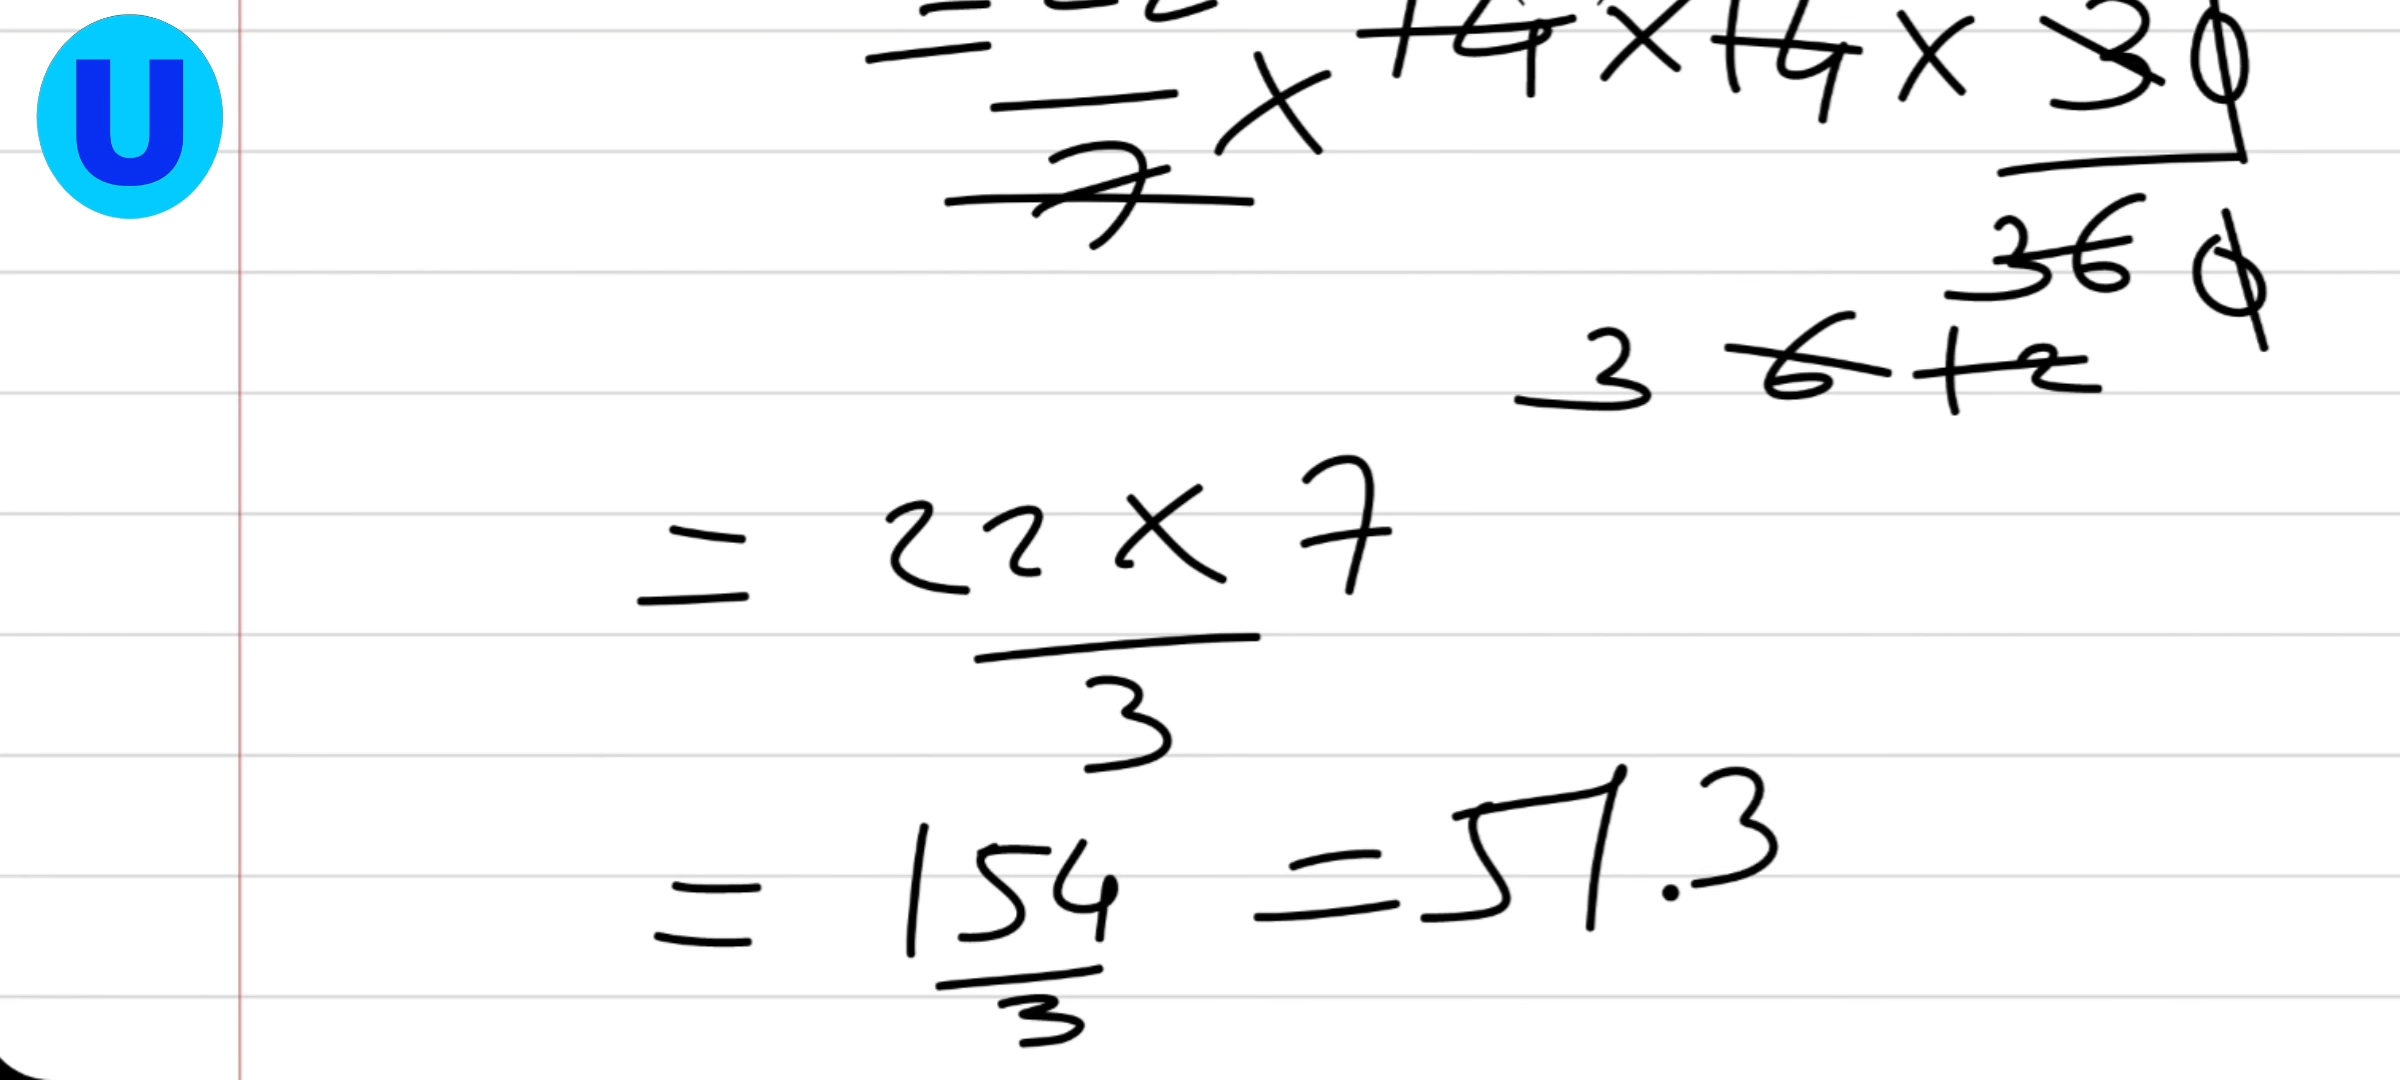 U
= 22 × 14 × 14 × 30
7
360
3 6 12
= 22 × 7
3
= 154 = 51.3
3